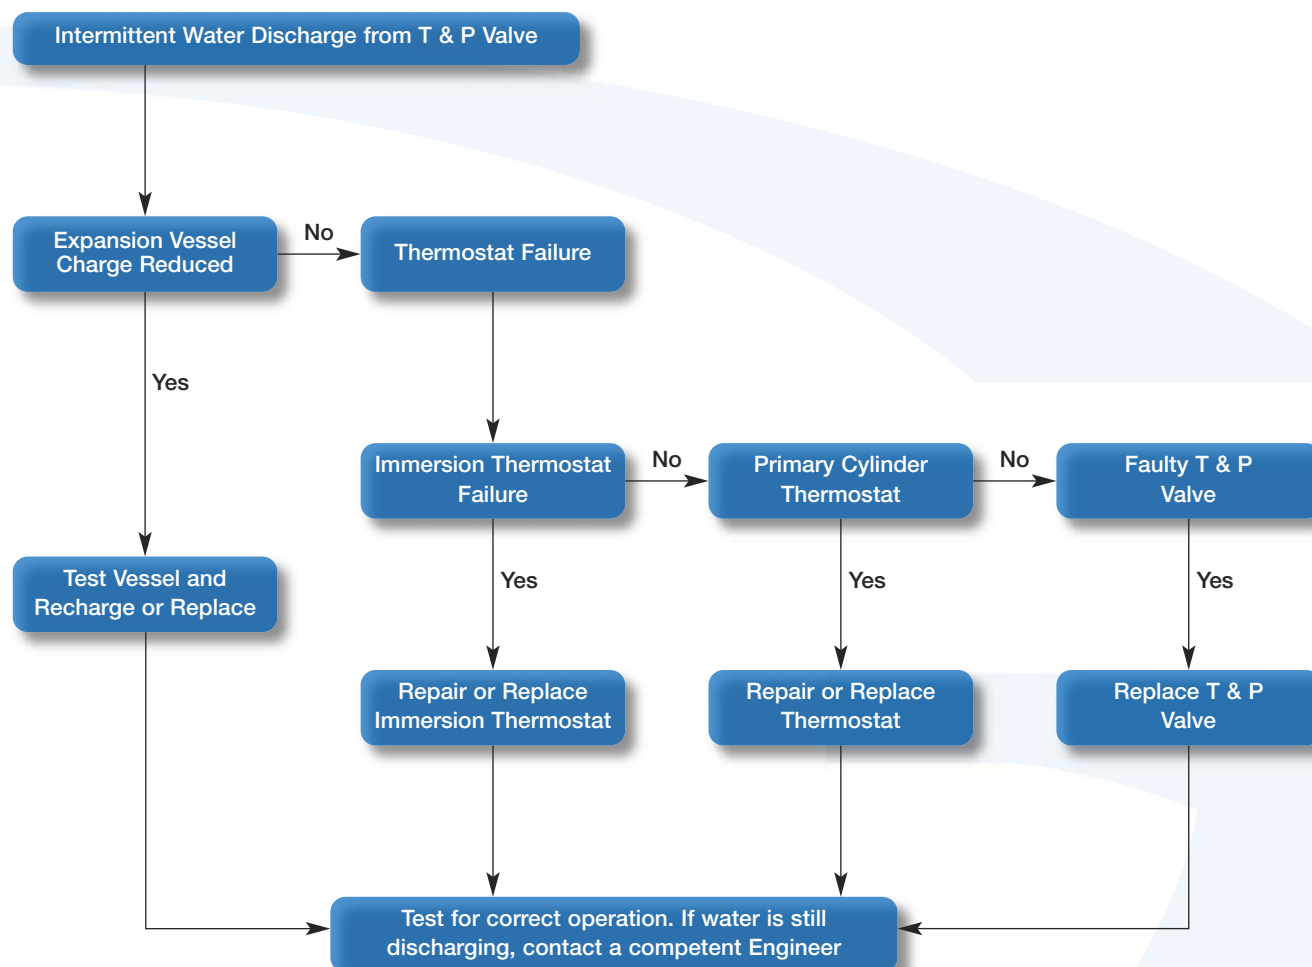 Intermittent Water Discharge from T & P Valve
Expansion Vessel
Charge Reduced
No
Thermostat Failure
Yes
Immersion Thermostat
Failure
No
Primary Cylinder
Thermostat
No
Faulty T & P
Valve
Test Vessel and
Recharge or Replace
Yes
Yes
Yes
Repair or Replace
Immersion Thermostat
Repair or Replace
Thermostat
Replace T & P
Valve
Test for correct operation. If water is still
discharging, contact a competent Engineer